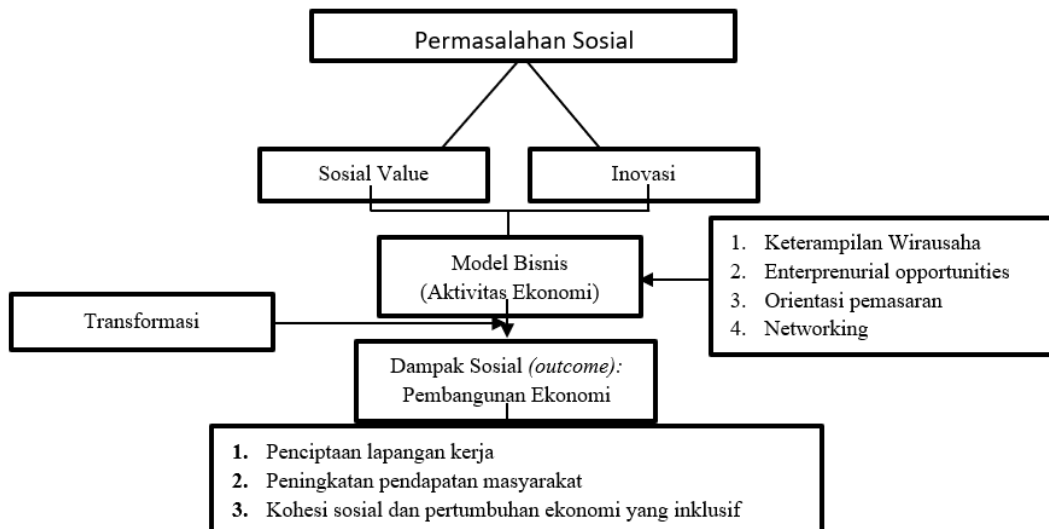 Permasalahan Sosial
Sosial Value
Inovasi
Model Bisnis
(Aktivitas Ekonomi)
1. Keterampilan Wirausaha
2. Enterprenurial opportunities
3. Orientasi pemasaran
4. Networking
Transformasi
Dampak Sosial (outcome):
Pembangunan Ekonomi
1. Penciptaan lapangan kerja
2. Peningkatan pendapatan masyarakat
3. Kohesi sosial dan pertumbuhan ekonomi yang inklusif